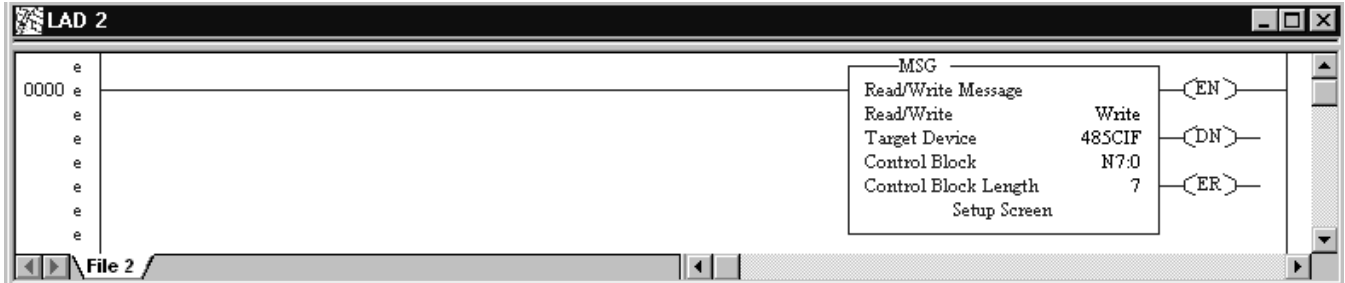 LAD 2
e
0000 e
e
e
e
e
e
e
MSG
Read/Write Message
Read/Write Write
Target Device 485CIF
Control Block N7:0
Control Block Length 7
Setup Screen
EN
DN
ER
File 2